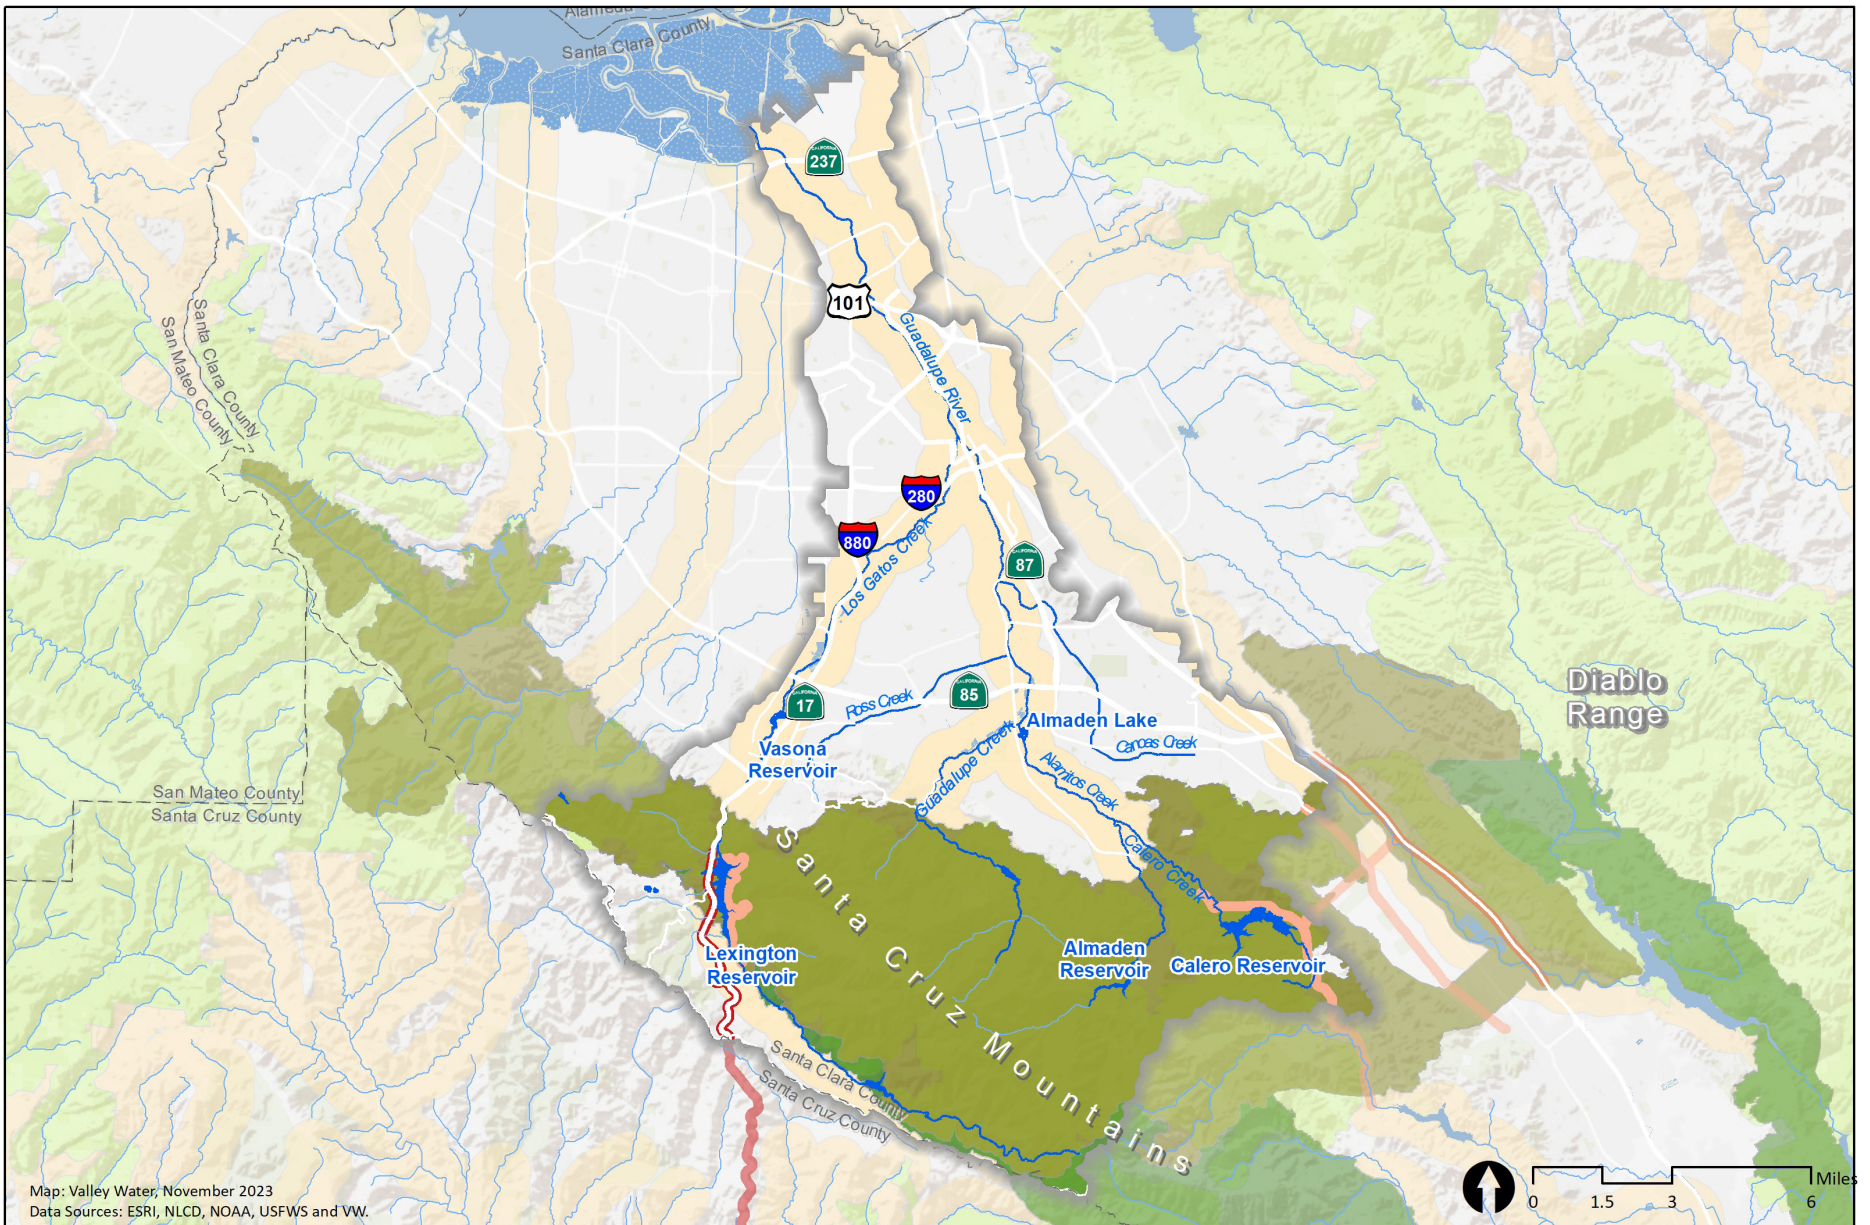 Santa Clara County
CALIFORNIA
237
101
Guadalupe River
Santa Clara County
San Mateo County
280
880
Los Gatos Creek
CALIFORNIA
87
Diablo
Range
CALIFORNIA
17
CALIFORNIA
85
Ross Creek
Almaden Lake
Canoas Creek
Vasona
Reservoir
Guadalupe Creek
Alamitos Creek
San Mateo County
Santa Cruz County
Calero Creek
Santa Cruz Mountains
Lexington
Reservoir
Almaden
Reservoir
Calero Reservoir
Santa Clara County
Santa Cruz County
Map: Valley Water, November 2023
Data Sources: ESRI, NLCD, NOAA, USFWS and VW.
Miles
0 1.5 3 6